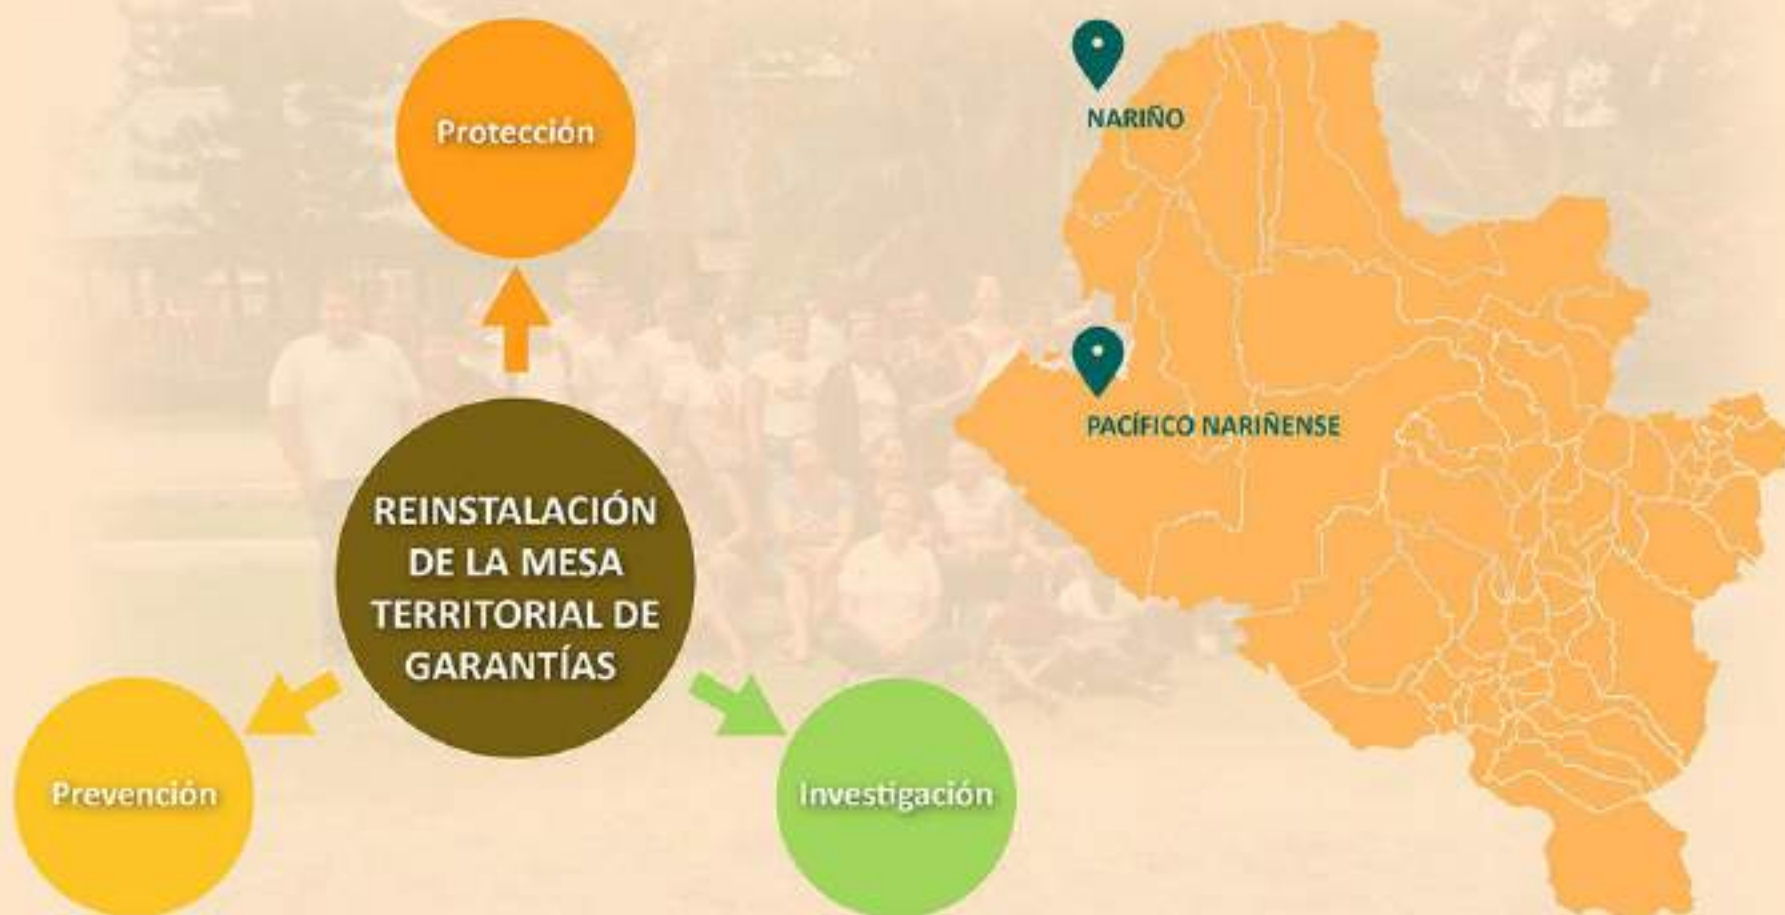 Protección
REINSTALACIÓN
DE LA MESA
TERRITORIAL DE
GARANTÍAS
Prevención
Investigación
NARIÑO
PACÍFICO NARIÑENSE